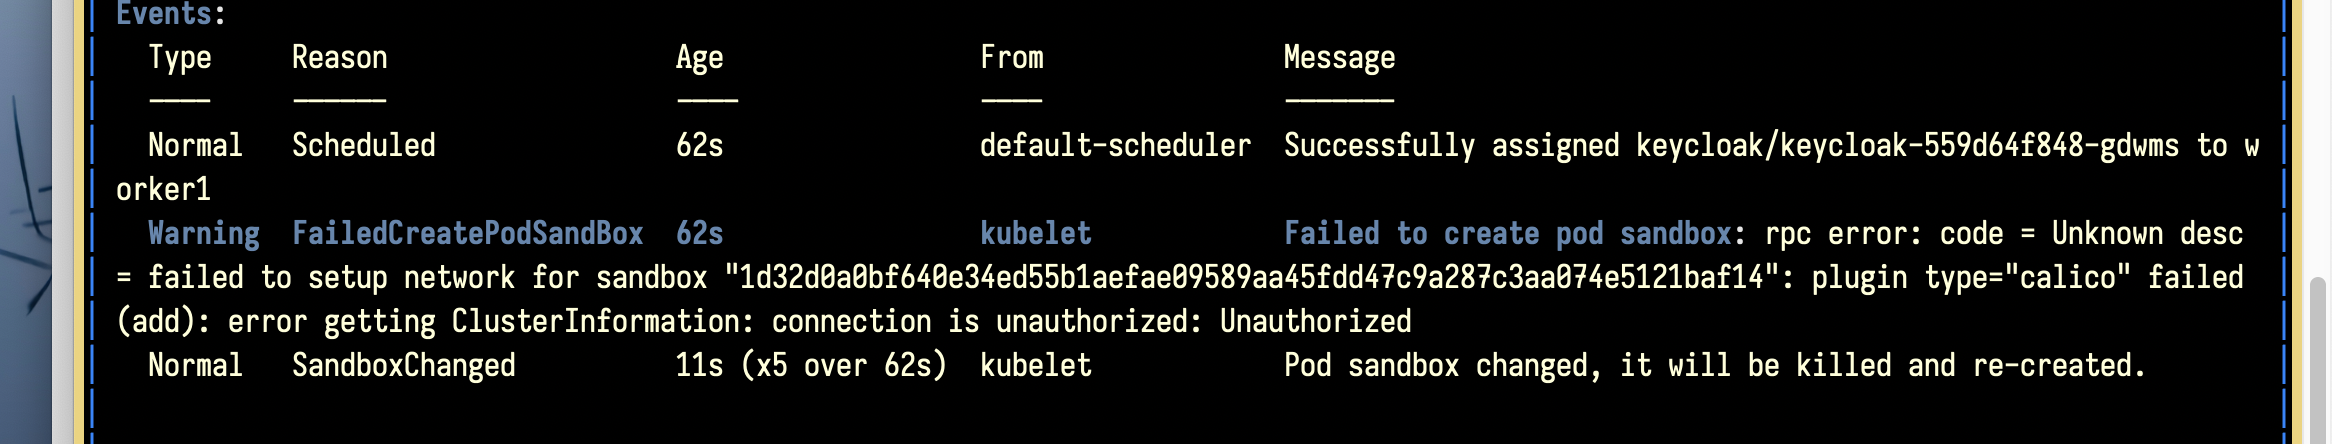 Events:
Type Reason Age From Message
---- ------ ---- ---- -------
Normal Scheduled 62s default-scheduler Successfully assigned keycloak/keycloak-559d64f848-gdwms to w
orker1
Warning FailedCreatePodSandBox 62s kubelet Failed to create pod sandbox: rpc error: code = Unknown desc
= failed to setup network for sandbox "1d32d0a0bf640e34ed55b1aefae09589aa45fdd47c9a287c3aa074e5121baf14": plugin type="calico" failed
(add): error getting ClusterInformation: connection is unauthorized: Unauthorized
Normal SandboxChanged 11s (x5 over 62s) kubelet Pod sandbox changed, it will be killed and re-created.